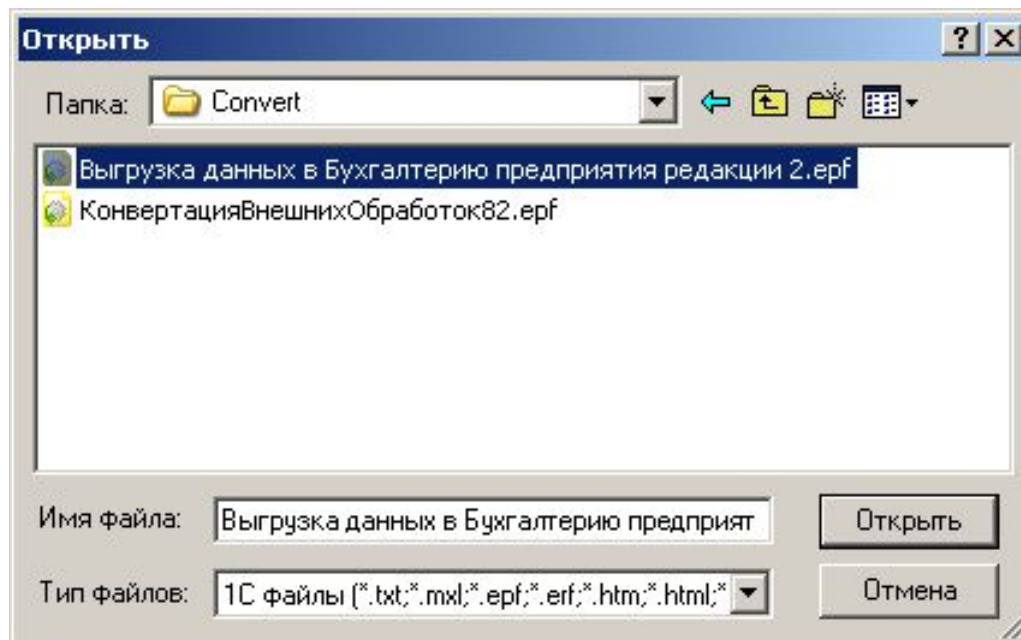 Открыть
Папка: Convert
Выгрузка данных в Бухгалтерию предприятия редакции 2.epf
КонвертацияВнешнихОбработок82.epf
Имя файла: Выгрузка данных в Бухгалтерию предприят Открыть
Тип файлов: 1С файлы (*.txt;*.mxl;*.epf;*.erf;*.htm;*.html;* Отмена